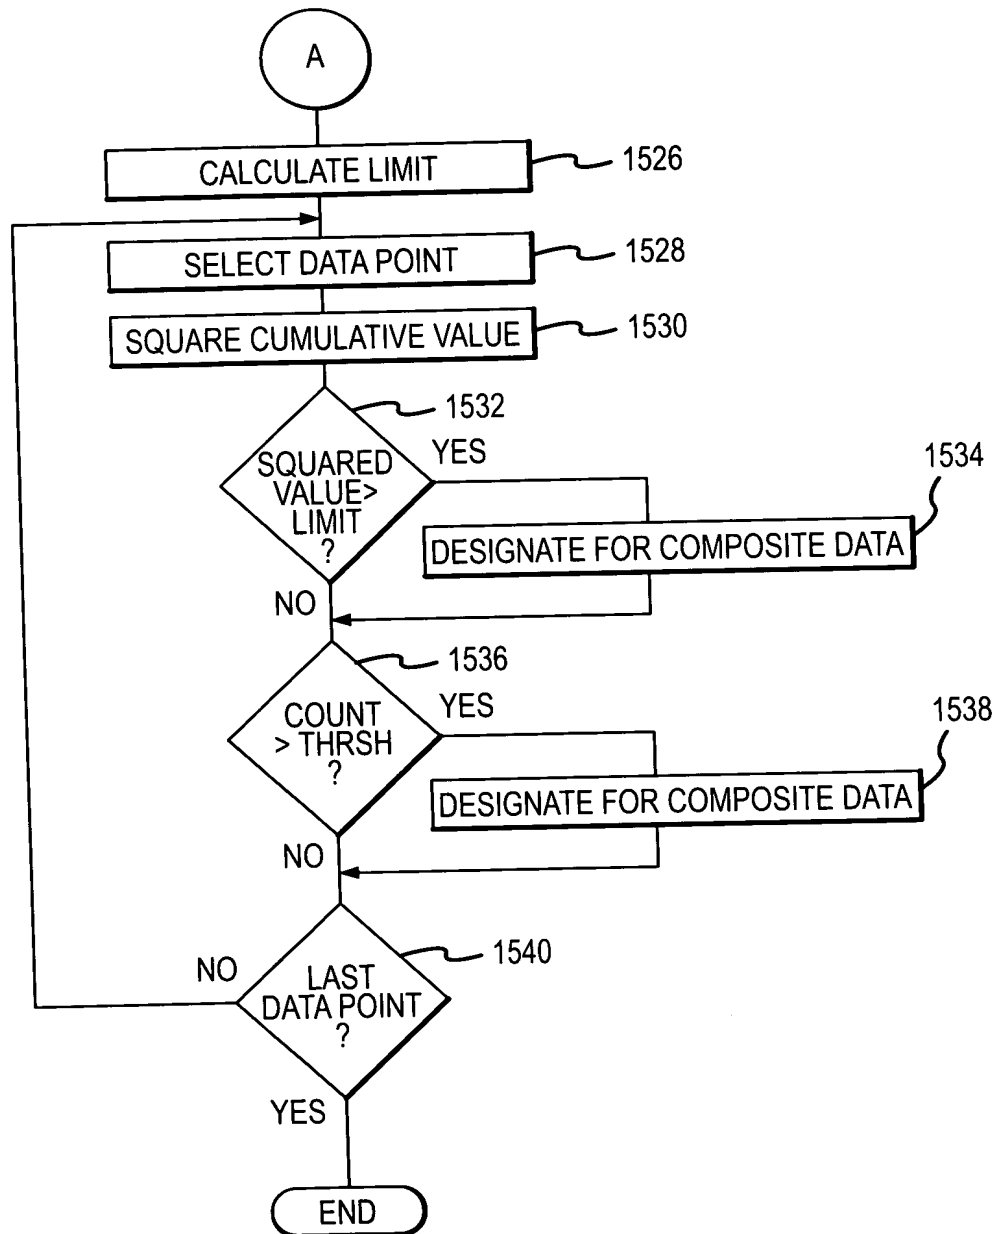 A
CALCULATE LIMIT
1526
SELECT DATA POINT
1528
SQUARE CUMULATIVE VALUE
1530
1532
SQUARED
VALUE>
LIMIT
?
YES
1534
DESIGNATE FOR COMPOSITE DATA
NO
1536
COUNT
> THRSH
?
YES
1538
DESIGNATE FOR COMPOSITE DATA
NO
1540
LAST
DATA POINT
?
NO
YES
END